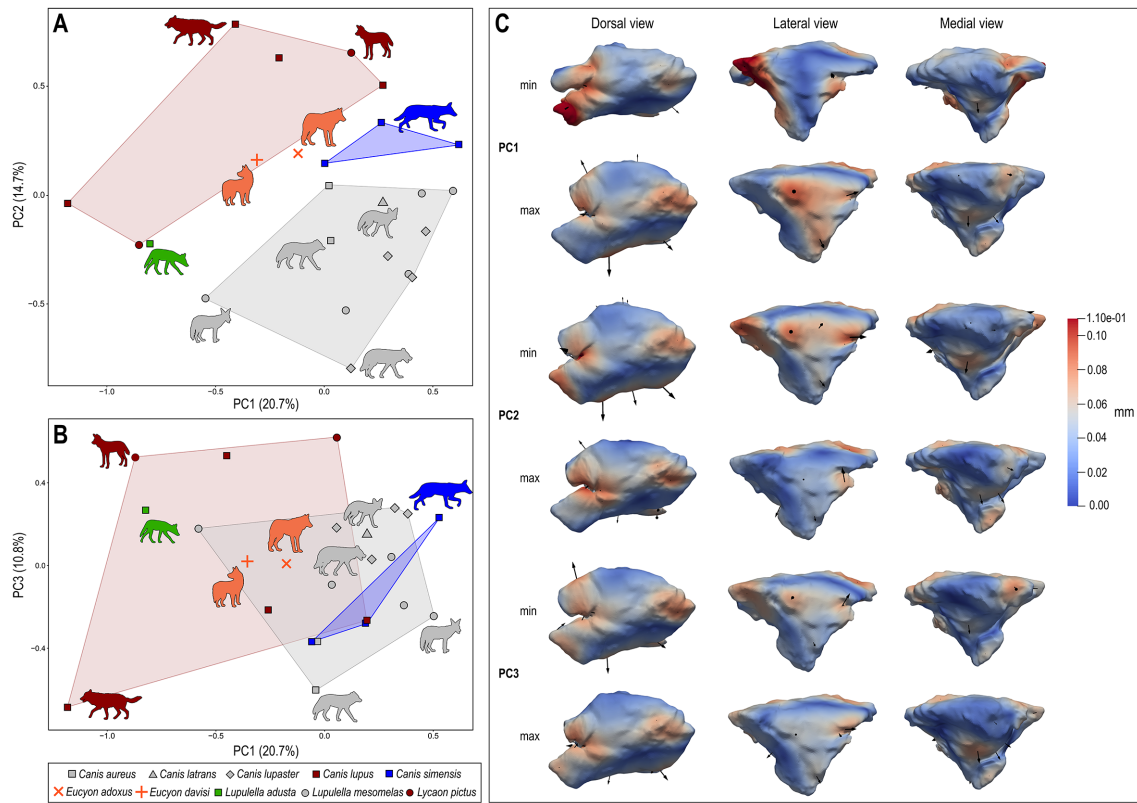 A
PC2 (14.7%)
0.5
0.0
−0.5
−1.0
−0.5
0.0
0.5
PC1 (20.7%)
B
PC3 (10.8%)
0.4
0.0
−0.4
−1.0
−0.5
0.0
0.5
PC1 (20.7%)
Canis aureus Canis latrans Canis lupaster Canis lupus Canis simensis
Eucyon adoxus Eucyon davisi Lupulella adusta Lupulella mesomelas Lycaon pictus
C
Dorsal view Lateral view Medial view
min
PC1
max
min
PC2
max
min
PC3
max
1.10e-01
0.10
0.08
0.06
0.04
0.02
0.00
mm